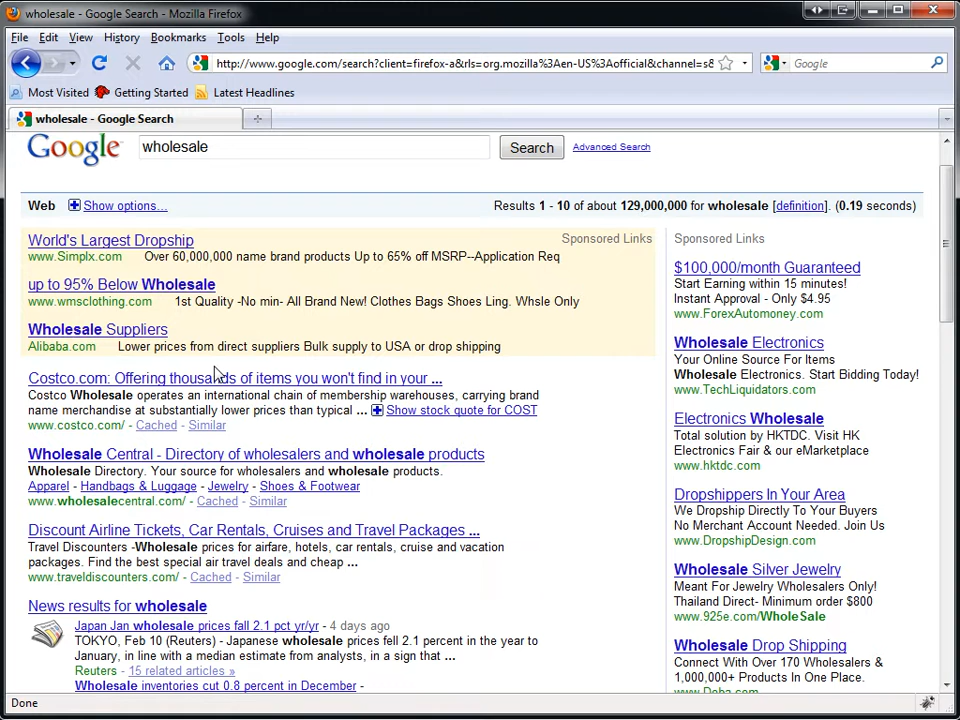 wholesale - Google Search - Mozilla Firefox
File Edit View History Bookmarks Tools Help
http://www.google.com/search?client=firefox-a&rls=org.mozilla%3Aen-US%3Aofficial&channel=s8
Google
Most Visited Getting Started Latest Headlines
wholesale - Google Search
Google wholesale Search Advanced Search
Web Show options... Results 1 - 10 of about 129,000,000 for wholesale [definition]. (0.19 seconds)
World's Largest Dropship Sponsored Links
www.Simplx.com Over 60,000,000 name brand products Up to 65% off MSRP--Application Req
up to 95% Below Wholesale
www.wmsclothing.com 1st Quality -No min- All Brand New! Clothes Bags Shoes Ling. Whsle Only
Wholesale Suppliers
Alibaba.com Lower prices from direct suppliers Bulk supply to USA or drop shipping
Costco.com: Offering thousands of items you won't find in your ...
Costco Wholesale operates an international chain of membership warehouses, carrying brand
name merchandise at substantially lower prices than typical ... Show stock quote for COST
www.costco.com/ - Cached - Similar
Wholesale Central - Directory of wholesalers and wholesale products
Wholesale Directory. Your source for wholesalers and wholesale products.
Apparel - Handbags & Luggage - Jewelry - Shoes & Footwear
www.wholesalecentral.com/ - Cached - Similar
Discount Airline Tickets, Car Rentals, Cruises and Travel Packages ...
Travel Discounters -Wholesale prices for airfare, hotels, car rentals, cruise and vacation
packages. Find the best special air travel deals and cheap ...
www.traveldiscounters.com/ - Cached - Similar
News results for wholesale
Japan Jan wholesale prices fall 2.1 pct yr/yr - 4 days ago
TOKYO, Feb 10 (Reuters) - Japanese wholesale prices fell 2.1 percent in the year to
January, in line with a median estimate from analysts, in a sign that ...
Reuters - 15 related articles »
Wholesale inventories cut 0.8 percent in December -
Sponsored Links
$100,000/month Guaranteed
Start Earning within 15 minutes!
Instant Approval - Only $4.95
www.ForexAutomoney.com
Wholesale Electronics
Your Online Source For Items
Wholesale Electronics. Start Bidding Today!
www.TechLiquidators.com
Electronics Wholesale
Total solution by HKTDC. Visit HK
Electronics Fair & our eMarketplace
www.hktdc.com
Dropshippers In Your Area
We Dropship Directly To Your Buyers
No Merchant Account Needed. Join Us
www.DropshipDesign.com
Wholesale Silver Jewelry
Meant For Jewelry Wholesalers Only!
Thailand Direct- Minimum order $800
www.925e.com/WholeSale
Wholesale Drop Shipping
Connect With Over 170 Wholesalers &
1,000,000+ Products In One Place.
www.Doba.com
Done